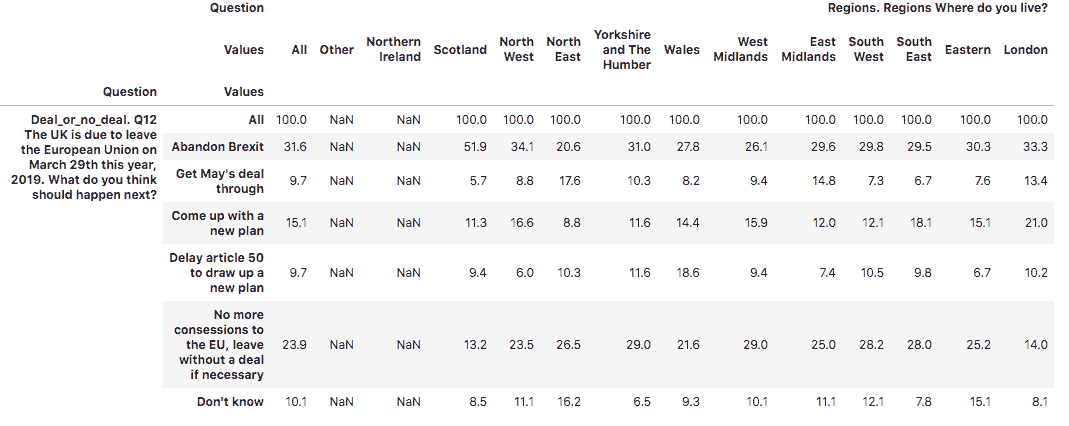 Question Regions. Regions Where do you live?
Values All Other Northern Ireland Scotland North West North East Yorkshire and The Humber Wales West Midlands East Midlands South West South East Eastern London
Question Values
Deal_or_no_deal. Q12 The UK is due to leave the European Union on March 29th this year, 2019. What do you think should happen next?
All 100.0 NaN NaN 100.0 100.0 100.0 100.0 100.0 100.0 100.0 100.0 100.0 100.0 100.0
Abandon Brexit 31.6 NaN NaN 51.9 34.1 20.6 31.0 27.8 26.1 29.6 29.8 29.5 30.3 33.3
Get May's deal through 9.7 NaN NaN 5.7 8.8 17.6 10.3 8.2 9.4 14.8 7.3 6.7 7.6 13.4
Come up with a new plan 15.1 NaN NaN 11.3 16.6 8.8 11.6 14.4 15.9 12.0 12.1 18.1 15.1 21.0
Delay article 50 to draw up a new plan 9.7 NaN NaN 9.4 6.0 10.3 11.6 18.6 9.4 7.4 10.5 9.8 6.7 10.2
No more consessions to the EU, leave without a deal if necessary 23.9 NaN NaN 13.2 23.5 26.5 29.0 21.6 29.0 25.0 28.2 28.0 25.2 14.0
Don't know 10.1 NaN NaN 8.5 11.1 16.2 6.5 9.3 10.1 11.1 12.1 7.8 15.1 8.1